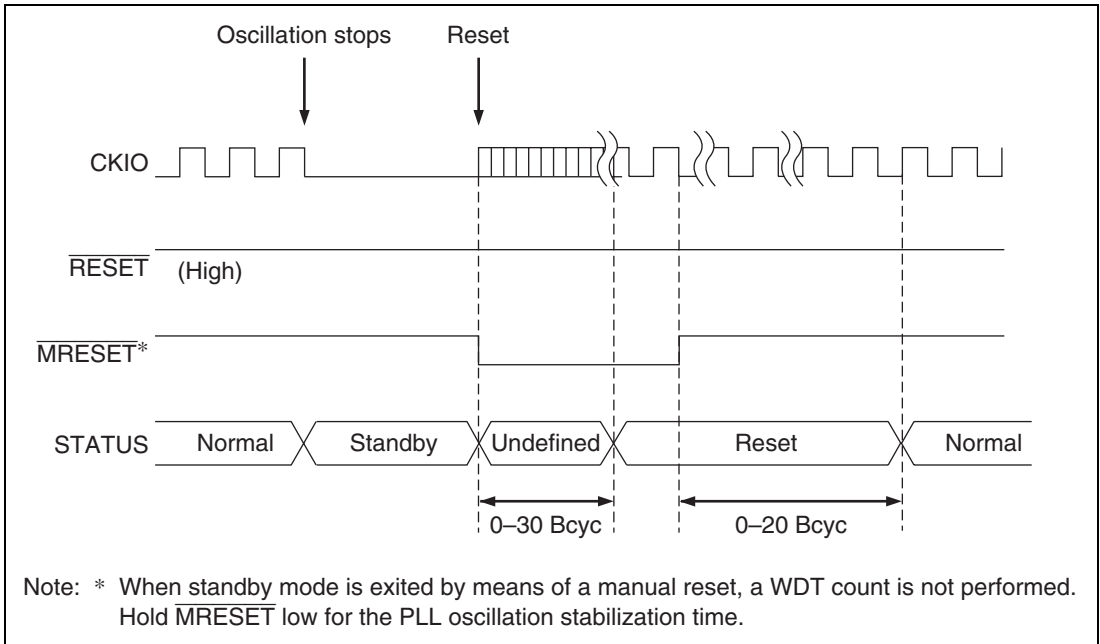 Oscillation stops Reset
CKIO
RESET (High)
MRESET*
STATUS Normal Standby Undefined Reset Normal
0–30 Bcyc 0–20 Bcyc
Note: * When standby mode is exited by means of a manual reset, a WDT count is not performed.
Hold MRESET low for the PLL oscillation stabilization time.